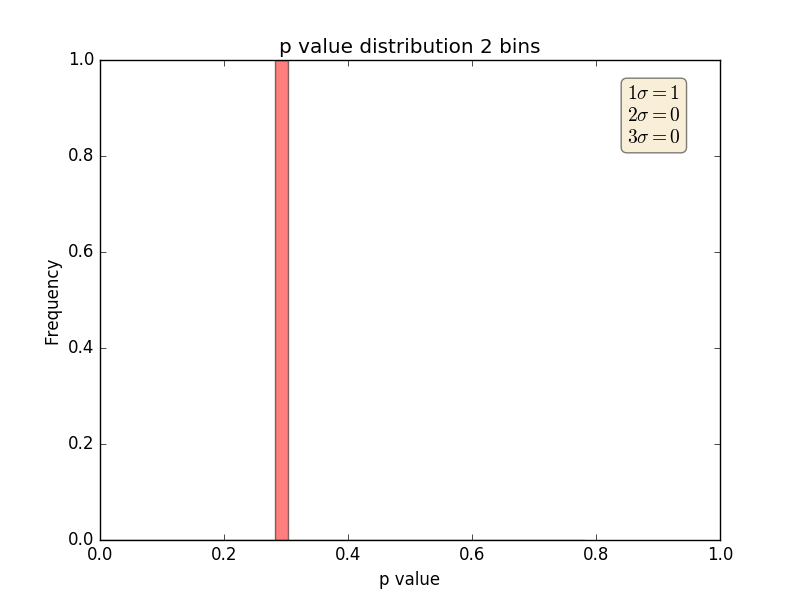 p value distribution 2 bins
1σ = 1
2σ = 0
3σ = 0
1.0
0.8
0.6
0.4
0.2
0.0
Frequency
0.0 0.2 0.4 0.6 0.8 1.0
p value